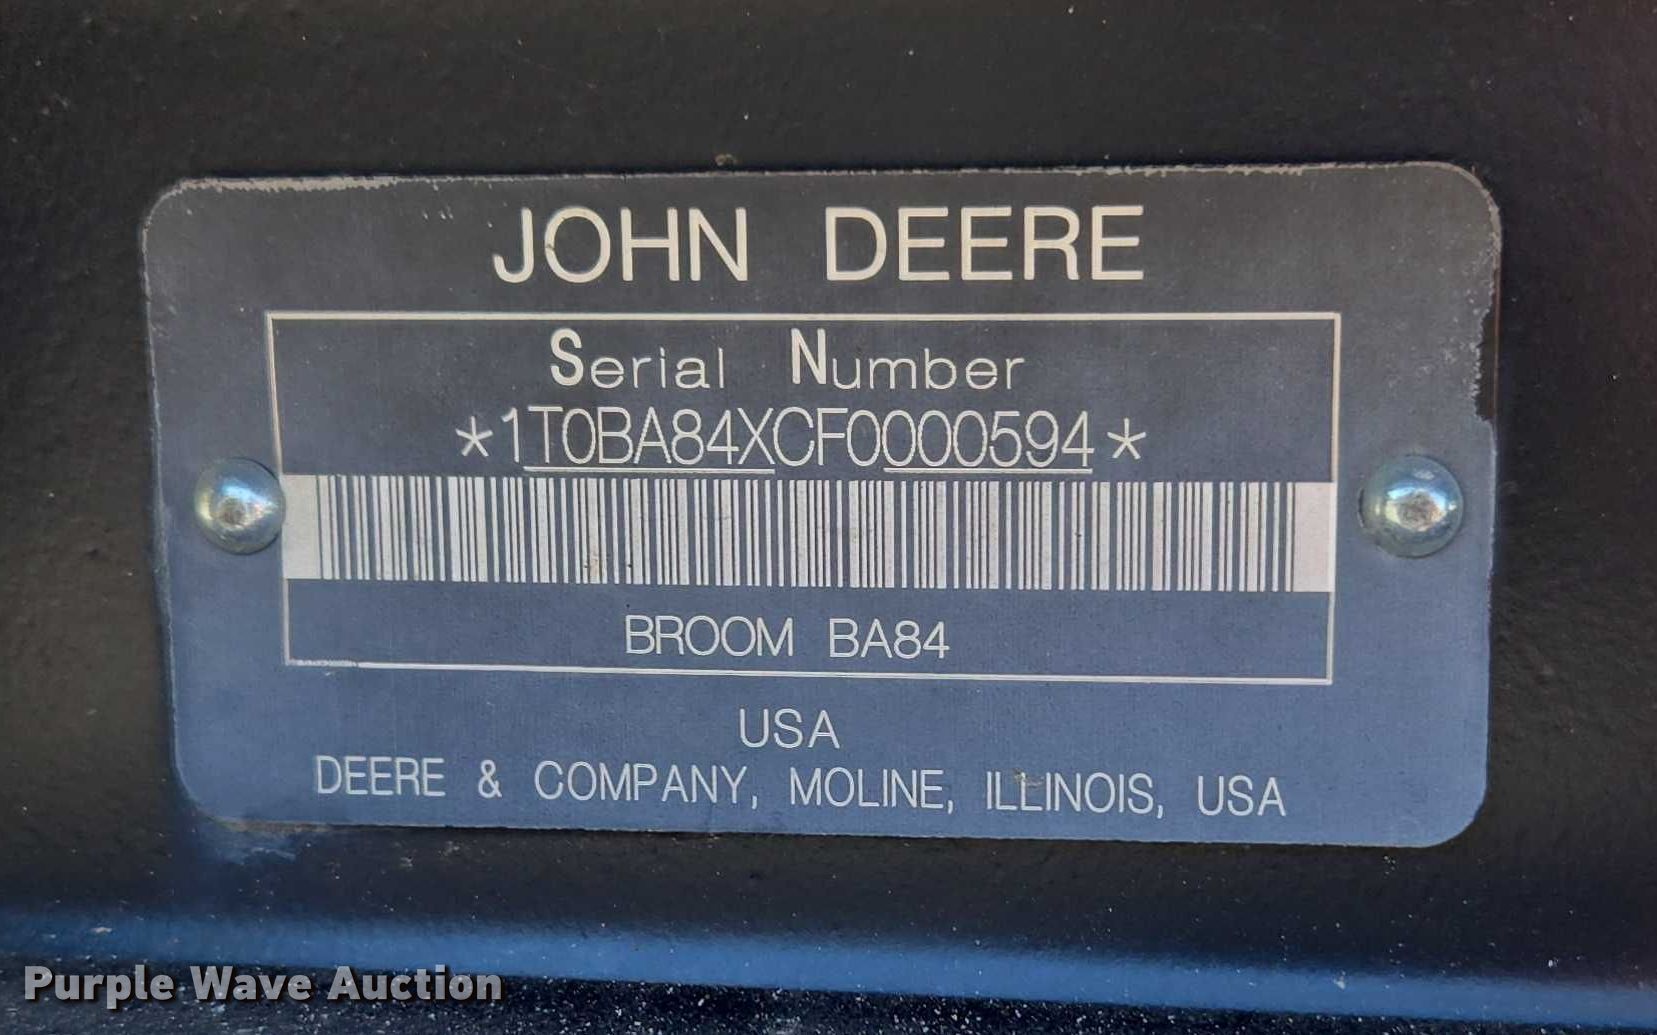 JOHN DEERE
Serial Number
*1T0BA84XCF0000594*
BROOM BA84
USA
DEERE & COMPANY, MOLINE, ILLINOIS, USA
Purple Wave Auction